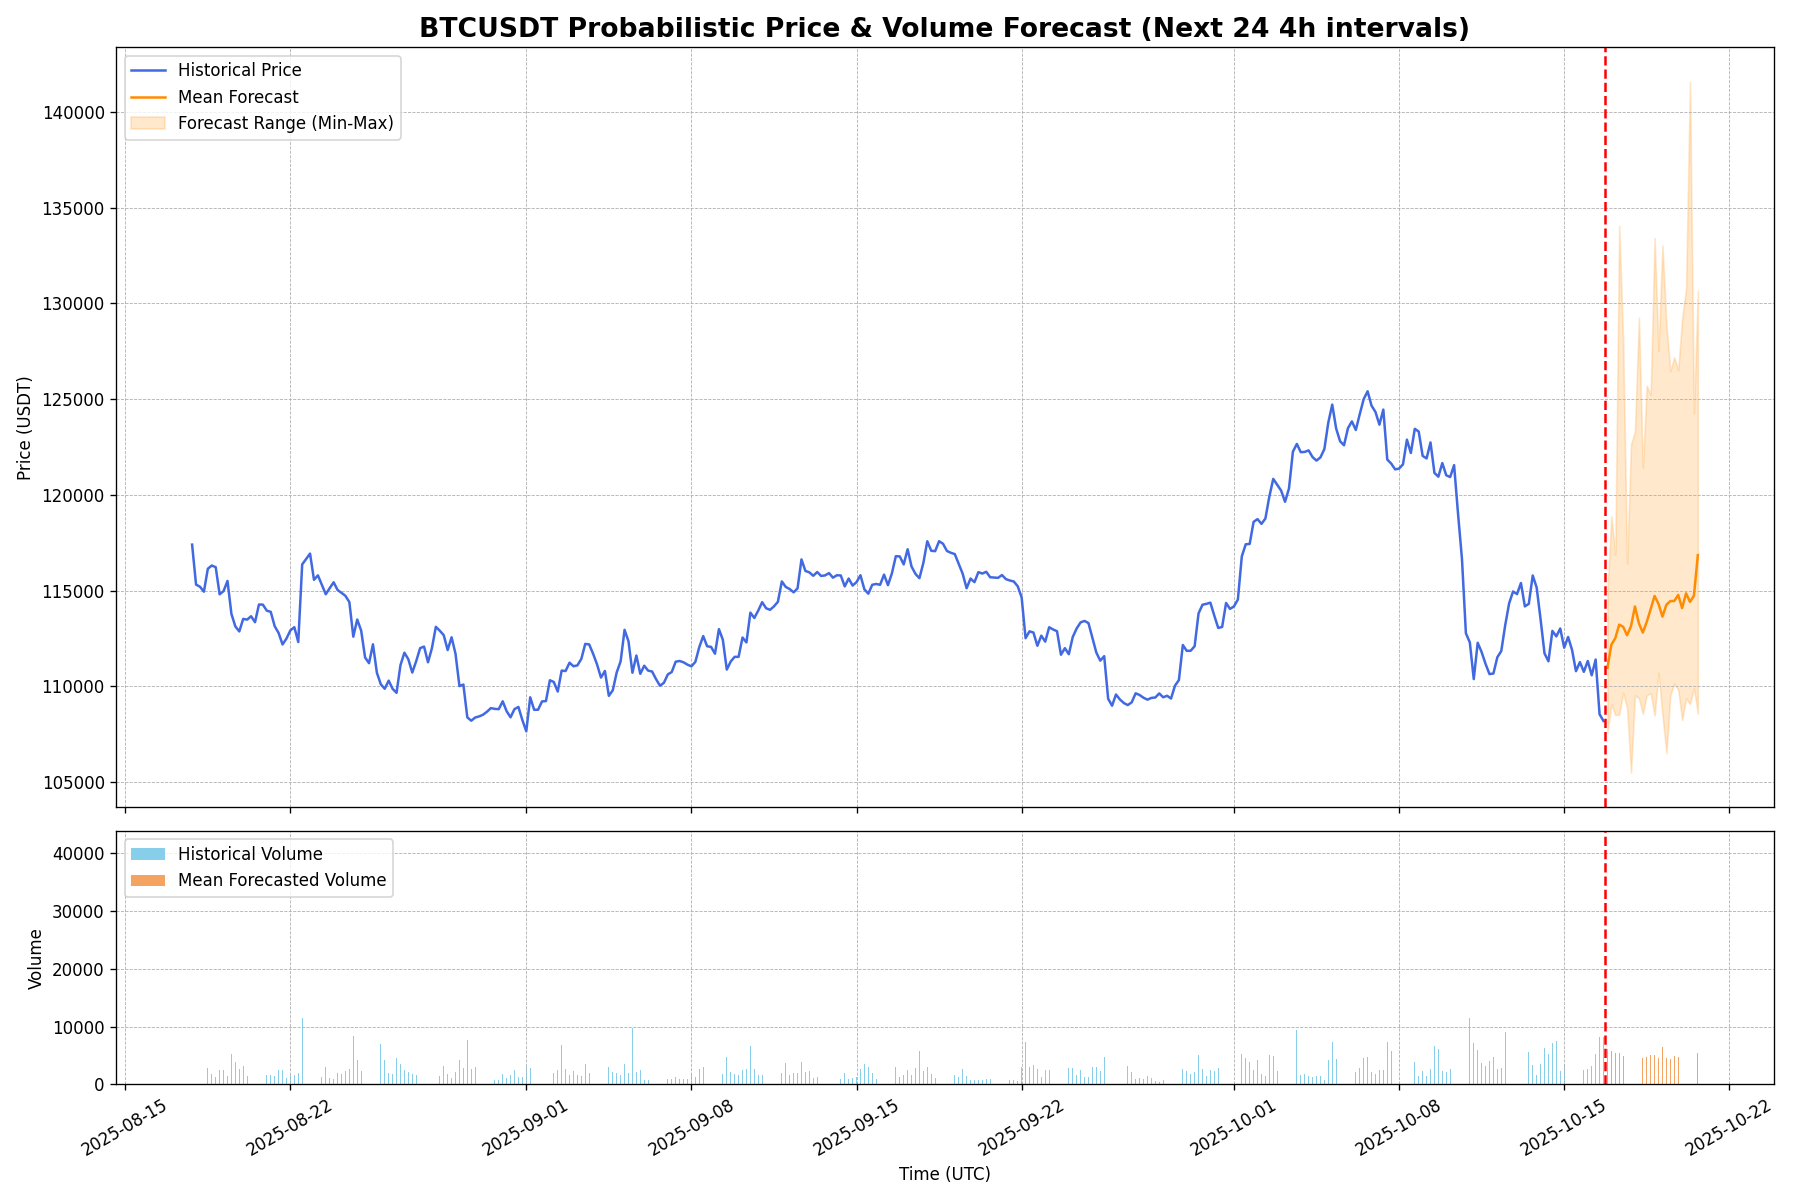 BTCUSDT Probabilistic Price & Volume Forecast (Next 24 4h intervals)
Historical Price
Mean Forecast
Forecast Range (Min-Max)
140000
135000
130000
125000
120000
115000
110000
105000
Price (USDT)
Historical Volume
Mean Forecasted Volume
40000
30000
20000
10000
0
Volume
2025-08-15
2025-08-22
2025-09-01
2025-09-08
2025-09-15
2025-09-22
2025-10-01
2025-10-08
2025-10-15
2025-10-22
Time (UTC)